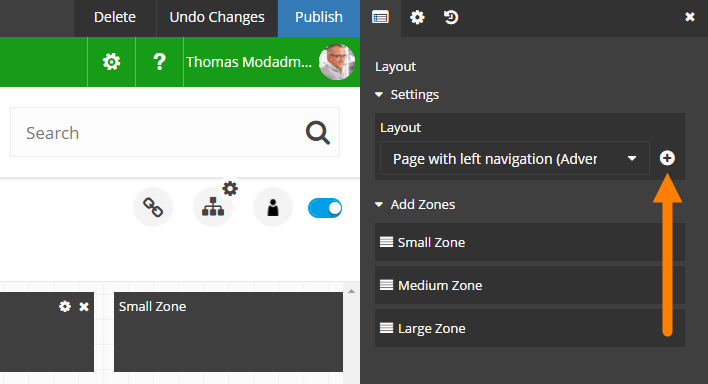 Delete
Undo Changes
Publish
?
Thomas Modadm...
Search
Small Zone
Layout
Settings
Layout
Page with left navigation (Adver
Add Zones
Small Zone
Medium Zone
Large Zone